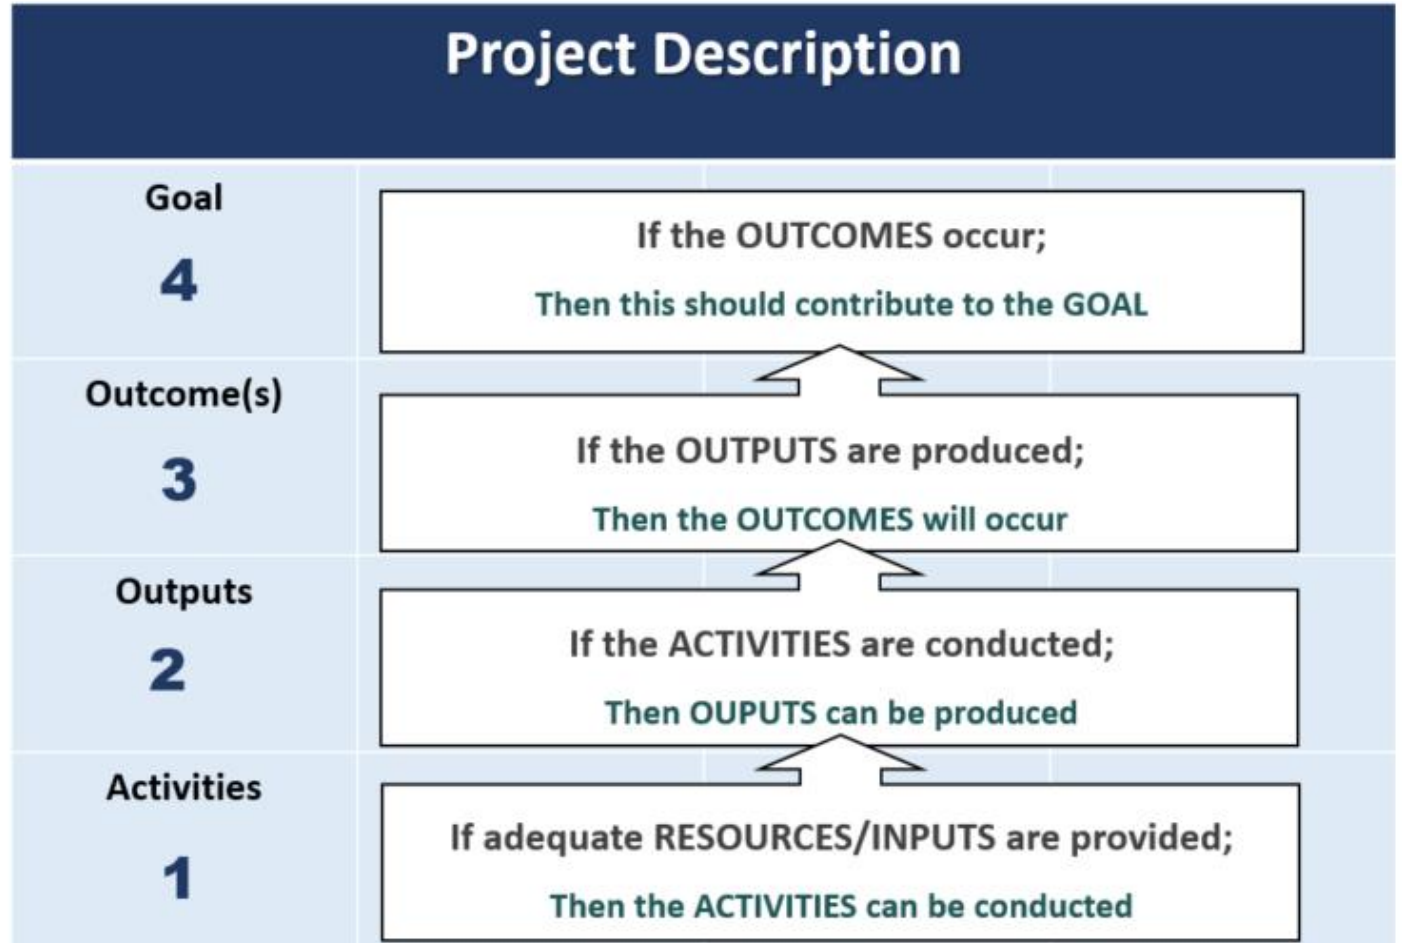 Project Description
Goal
4
If the OUTCOMES occur;
Then this should contribute to the GOAL
Outcome(s)
3
If the OUTPUTS are produced;
Then the OUTCOMES will occur
Outputs
2
If the ACTIVITIES are conducted;
Then OUPUTS can be produced
Activities
1
If adequate RESOURCES/INPUTS are provided;
Then the ACTIVITIES can be conducted